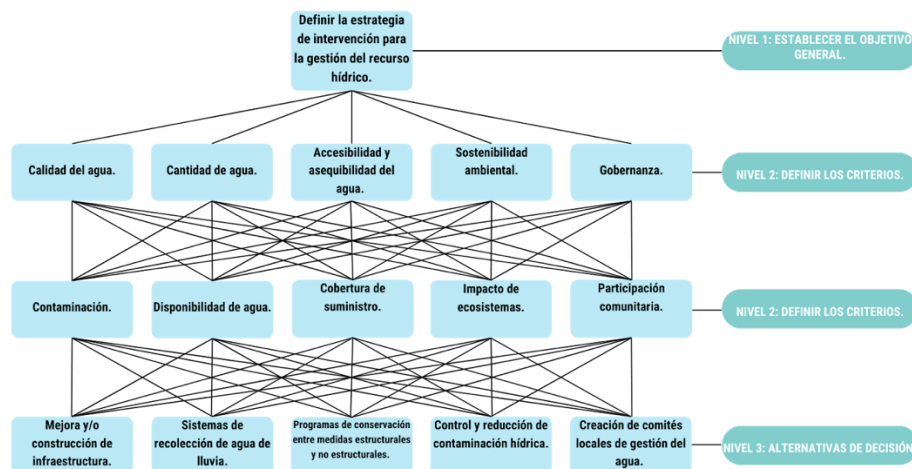 Definir la estrategia
de intervención para
la gestión del recurso
hídrico.
NIVEL 1: ESTABLECER EL OBJETIVO
GENERAL.
Calidad del agua.
Cantidad de agua.
Accesibilidad y
asequibilidad del
agua.
Sostenibilidad
ambiental.
Gobernanza.
NIVEL 2: DEFINIR LOS CRITERIOS.
Contaminación.
Disponibilidad de agua.
Cobertura de
suministro.
Impacto de
ecosistemas.
Participación
comunitaria.
NIVEL 2: DEFINIR LOS CRITERIOS.
Mejora y/o
construcción de
infraestructura.
Sistemas de
recolección de agua de
lluvia.
Programas de conservación
entre medidas estructurales
y no estructurales.
Control y reducción de
contaminación hídrica.
Creación de comités
locales de gestión del
agua.
NIVEL 3: ALTERNATIVAS DE DECISIÓN